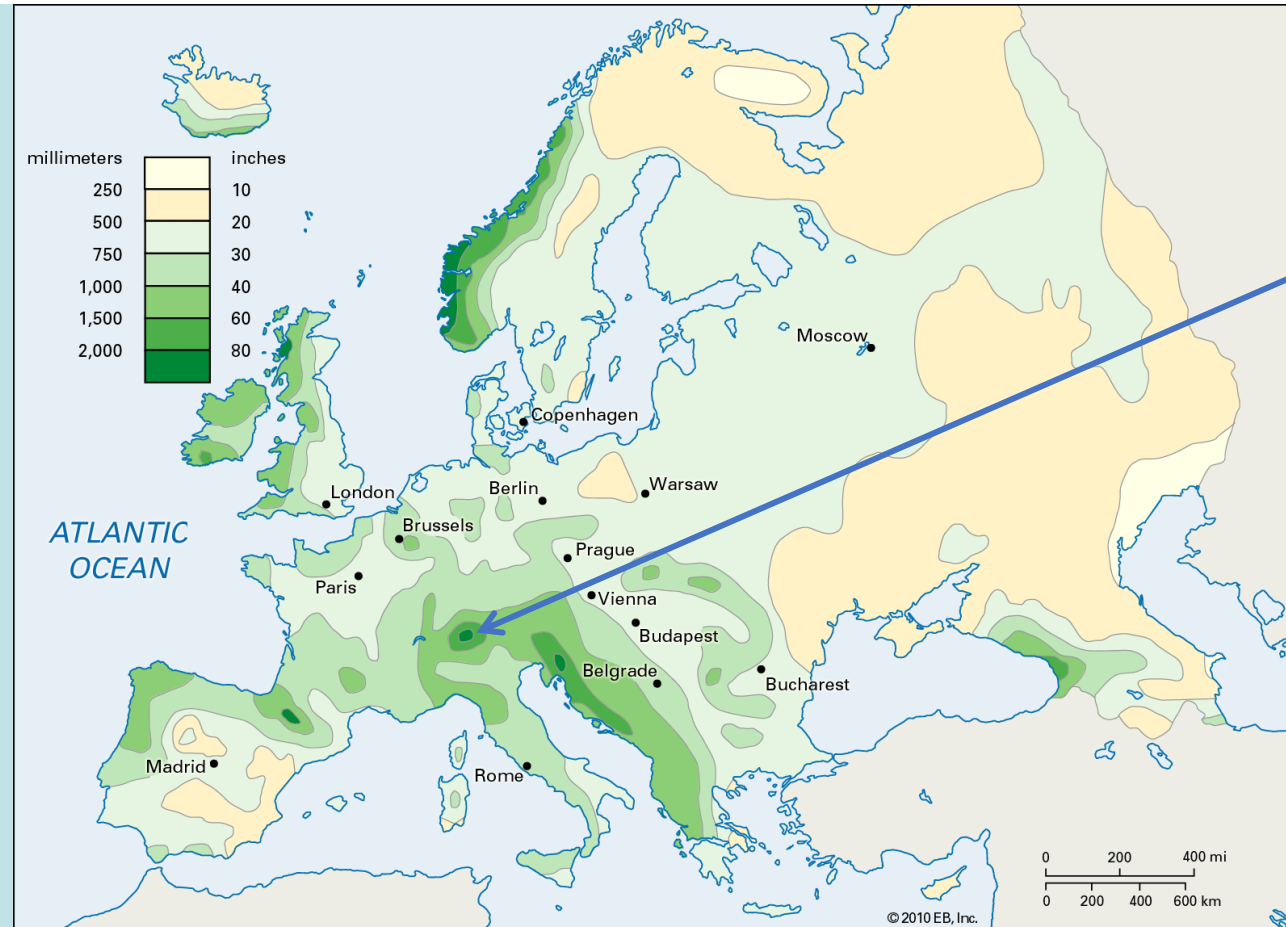 millimeters inches
250 10
500 20
750 30
1,000 40
1,500 60
2,000 80
Moscow
Copenhagen
London
Berlin
Warsaw
ATLANTIC
OCEAN
Brussels
Prague
Paris
Vienna
Budapest
Belgrade
Bucharest
Madrid
Rome
0 200 400 mi
0 200 400 600 km
© 2010 EB, Inc.